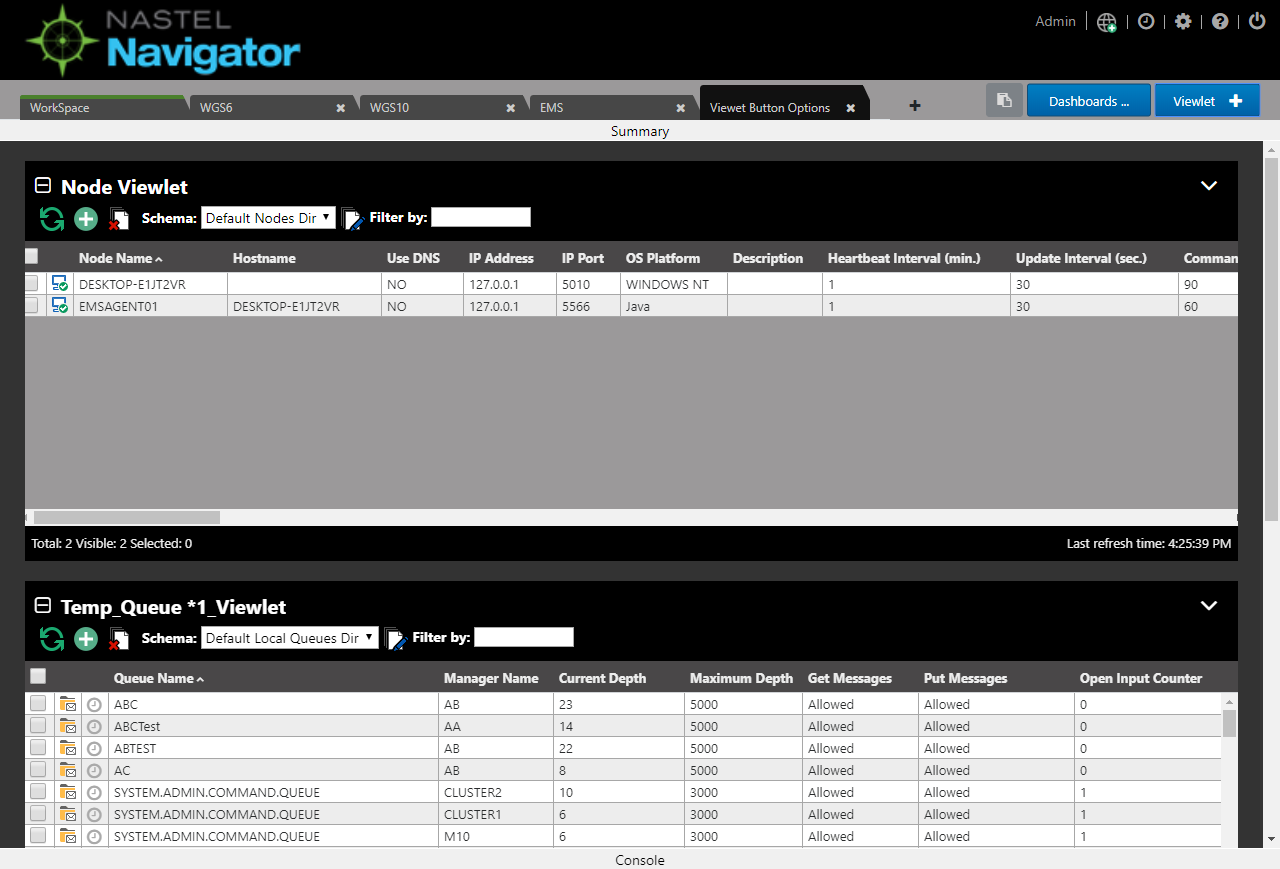 NASTEL
Navigator
Admin
WorkSpace WGS6 WGS10 EMS Viewet Button Options Dashboards ... Viewlet
Summary
Node Viewlet
Schema: Default Nodes Dir Filter by:
Node Name Hostname Use DNS IP Address IP Port OS Platform Description Heartbeat Interval (min.) Update Interval (sec.) Comman
DESKTOP-E1JT2VR NO 127.0.0.1 5010 WINDOWS NT 1 30 90
EMSAGENT01 DESKTOP-E1JT2VR NO 127.0.0.1 5566 Java 1 30 60
Total: 2 Visible: 2 Selected: 0 Last refresh time: 4:25:39 PM
Temp_Queue *1_Viewlet
Schema: Default Local Queues Dir Filter by:
Queue Name Manager Name Current Depth Maximum Depth Get Messages Put Messages Open Input Counter
ABC AB 23 5000 Allowed Allowed 0
ABCTest AA 14 5000 Allowed Allowed 0
ABTEST AB 22 5000 Allowed Allowed 0
AC AB 8 5000 Allowed Allowed 0
SYSTEM.ADMIN.COMMAND.QUEUE CLUSTER2 10 3000 Allowed Allowed 1
SYSTEM.ADMIN.COMMAND.QUEUE CLUSTER1 6 3000 Allowed Allowed 1
SYSTEM.ADMIN.COMMAND.QUEUE M10 6 3000 Allowed Allowed 1
Console